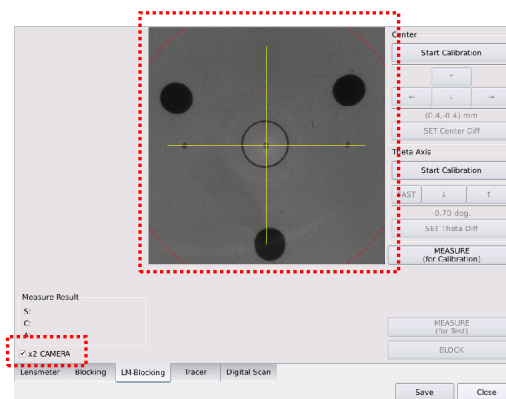 Center
Start Calibration
↑
← ↓ →
(0.4,-0.4) mm
SET Center Diff
Theta Axis
Start Calibration
FAST ↓ ↑
-0.70 deg.
SET Theta Diff
MEASURE
(for Calibration)
Measure Result
S:
C:
A:
x2 CAMERA
MEASURE
(for Test)
BLOCK
Lensmeter Blocking LM-Blocking Tracer Digital Scan
Save Close